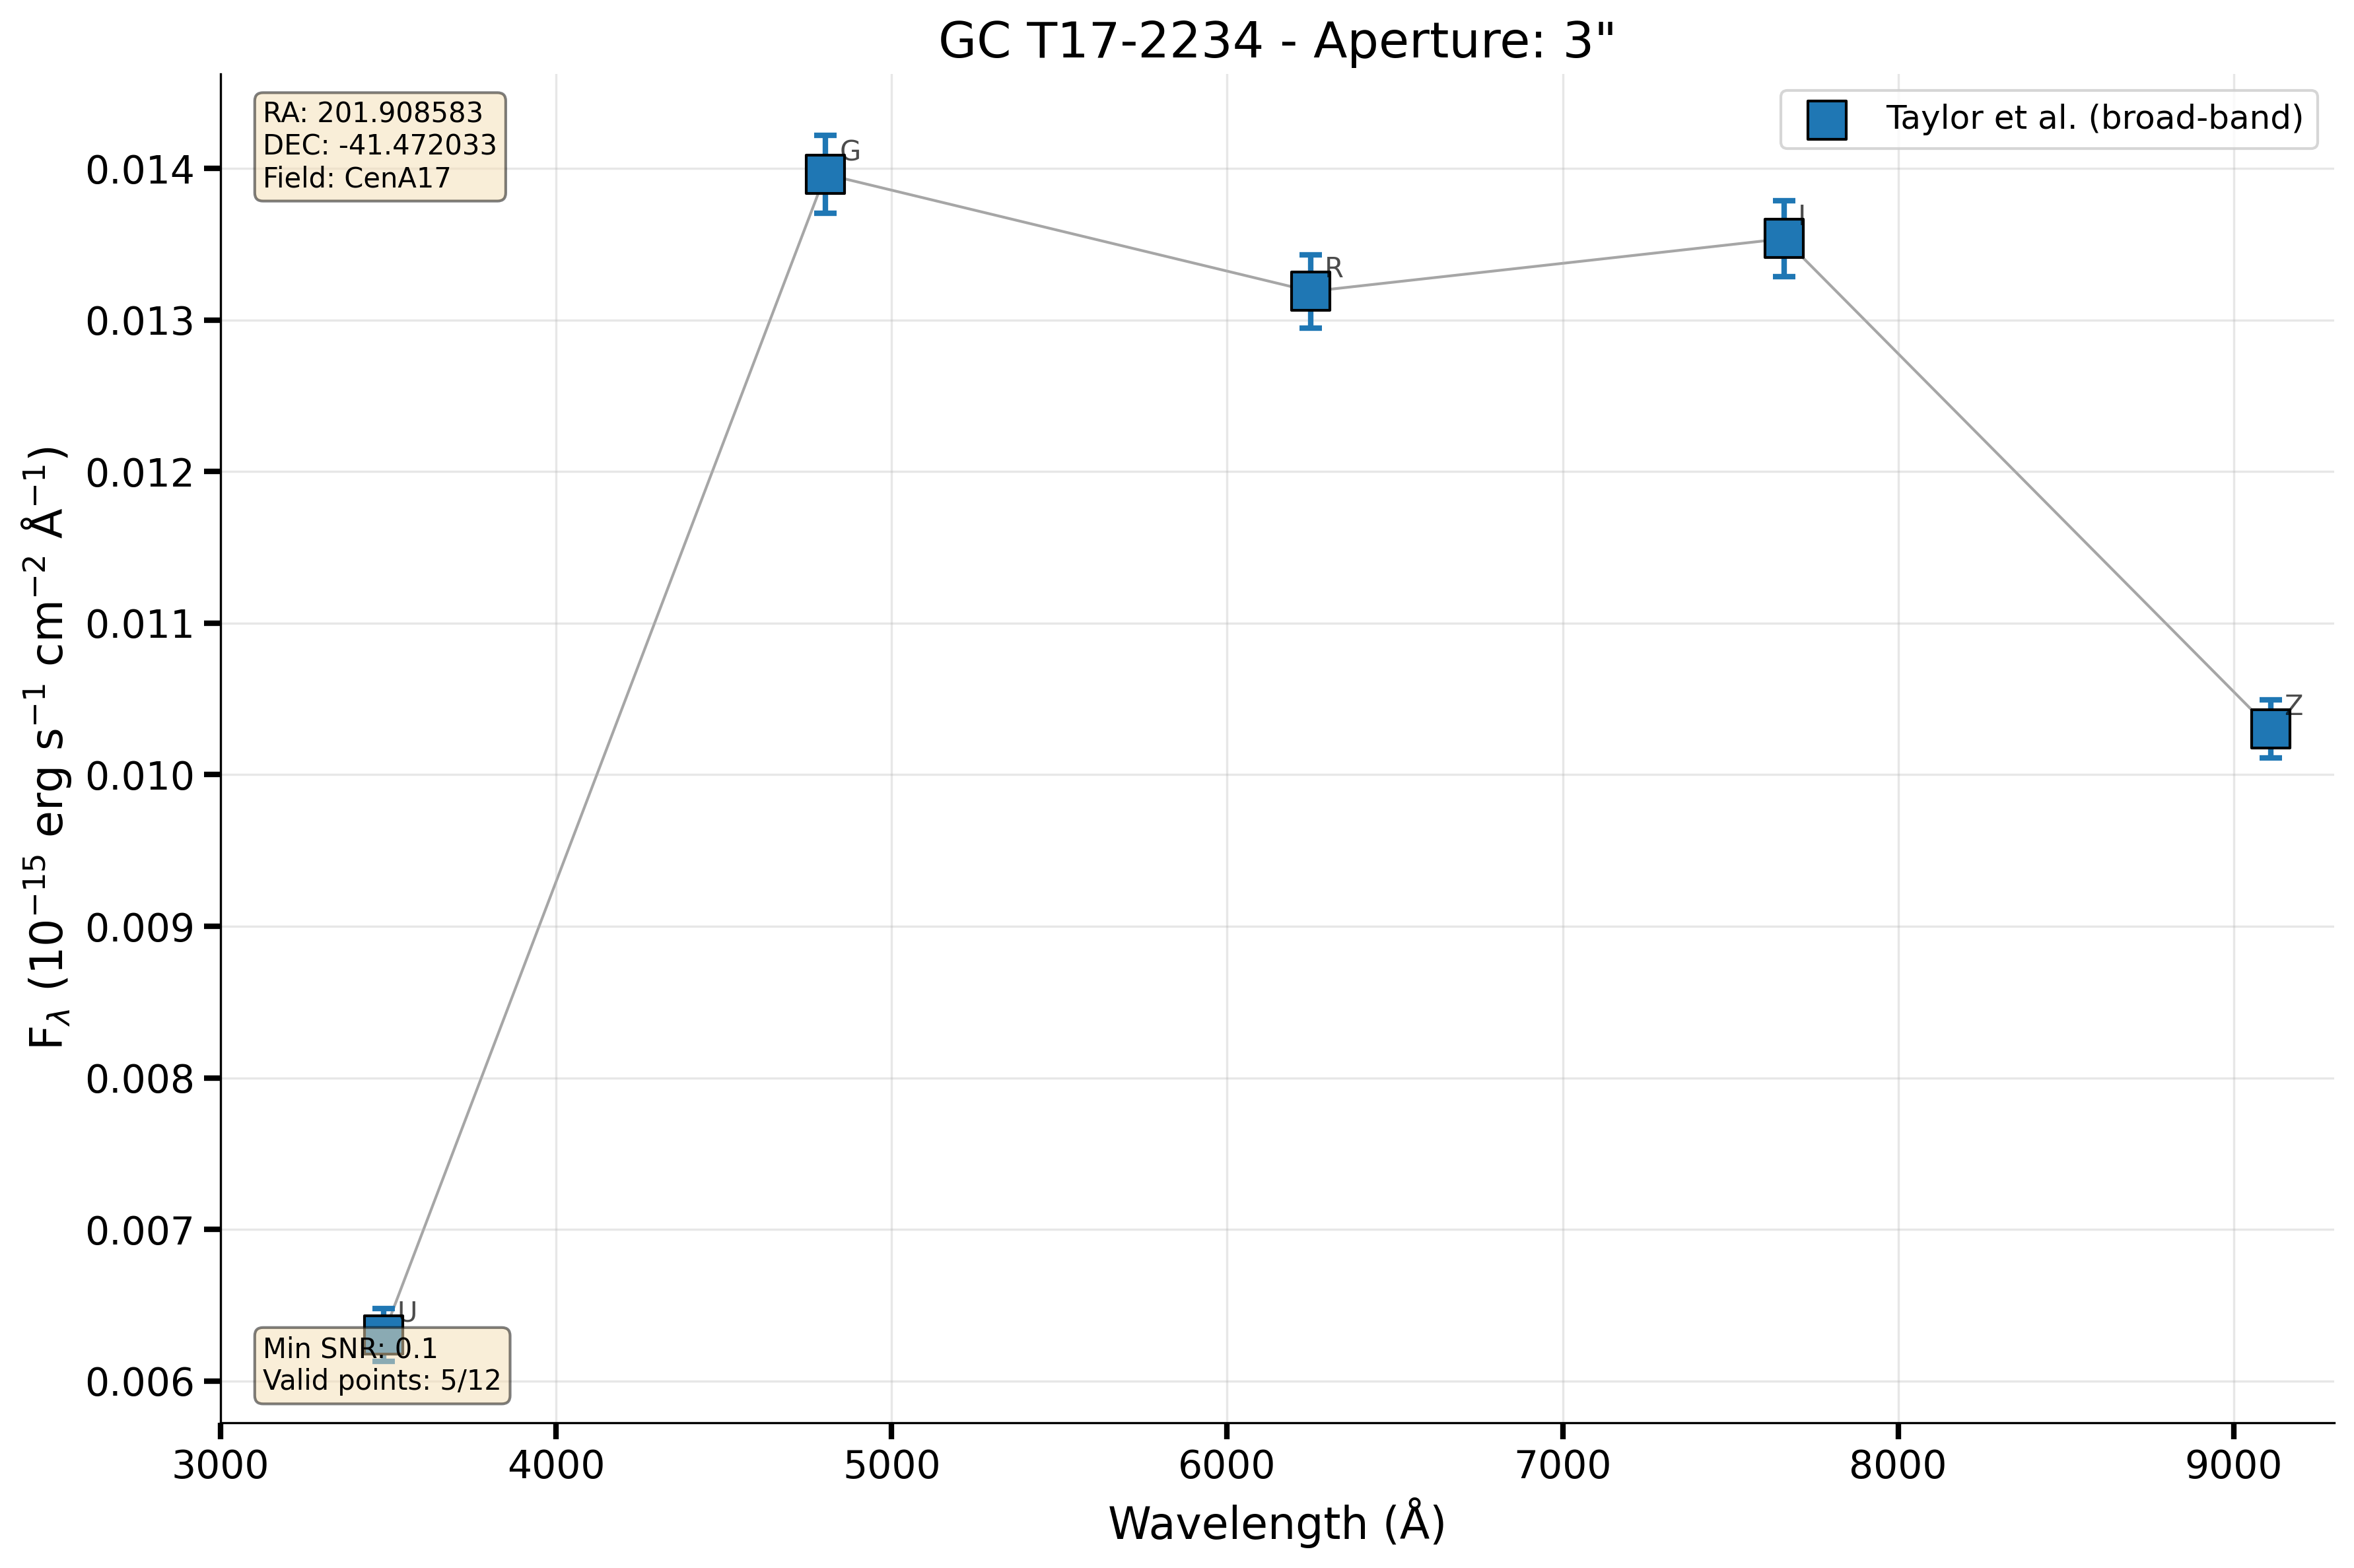 GC T17-2234 - Aperture: 3"
RA: 201.908583
DEC: -41.472033
Field: CenA17
Taylor et al. (broad-band)
G
R
I
Z
U
Min SNR: 0.1
Valid points: 5/12
0.014
0.013
0.012
0.011
0.010
0.009
0.008
0.007
0.006
F_λ (10⁻¹⁵ erg s⁻¹ cm⁻² Å⁻¹)
3000 4000 5000 6000 7000 8000 9000
Wavelength (Å)